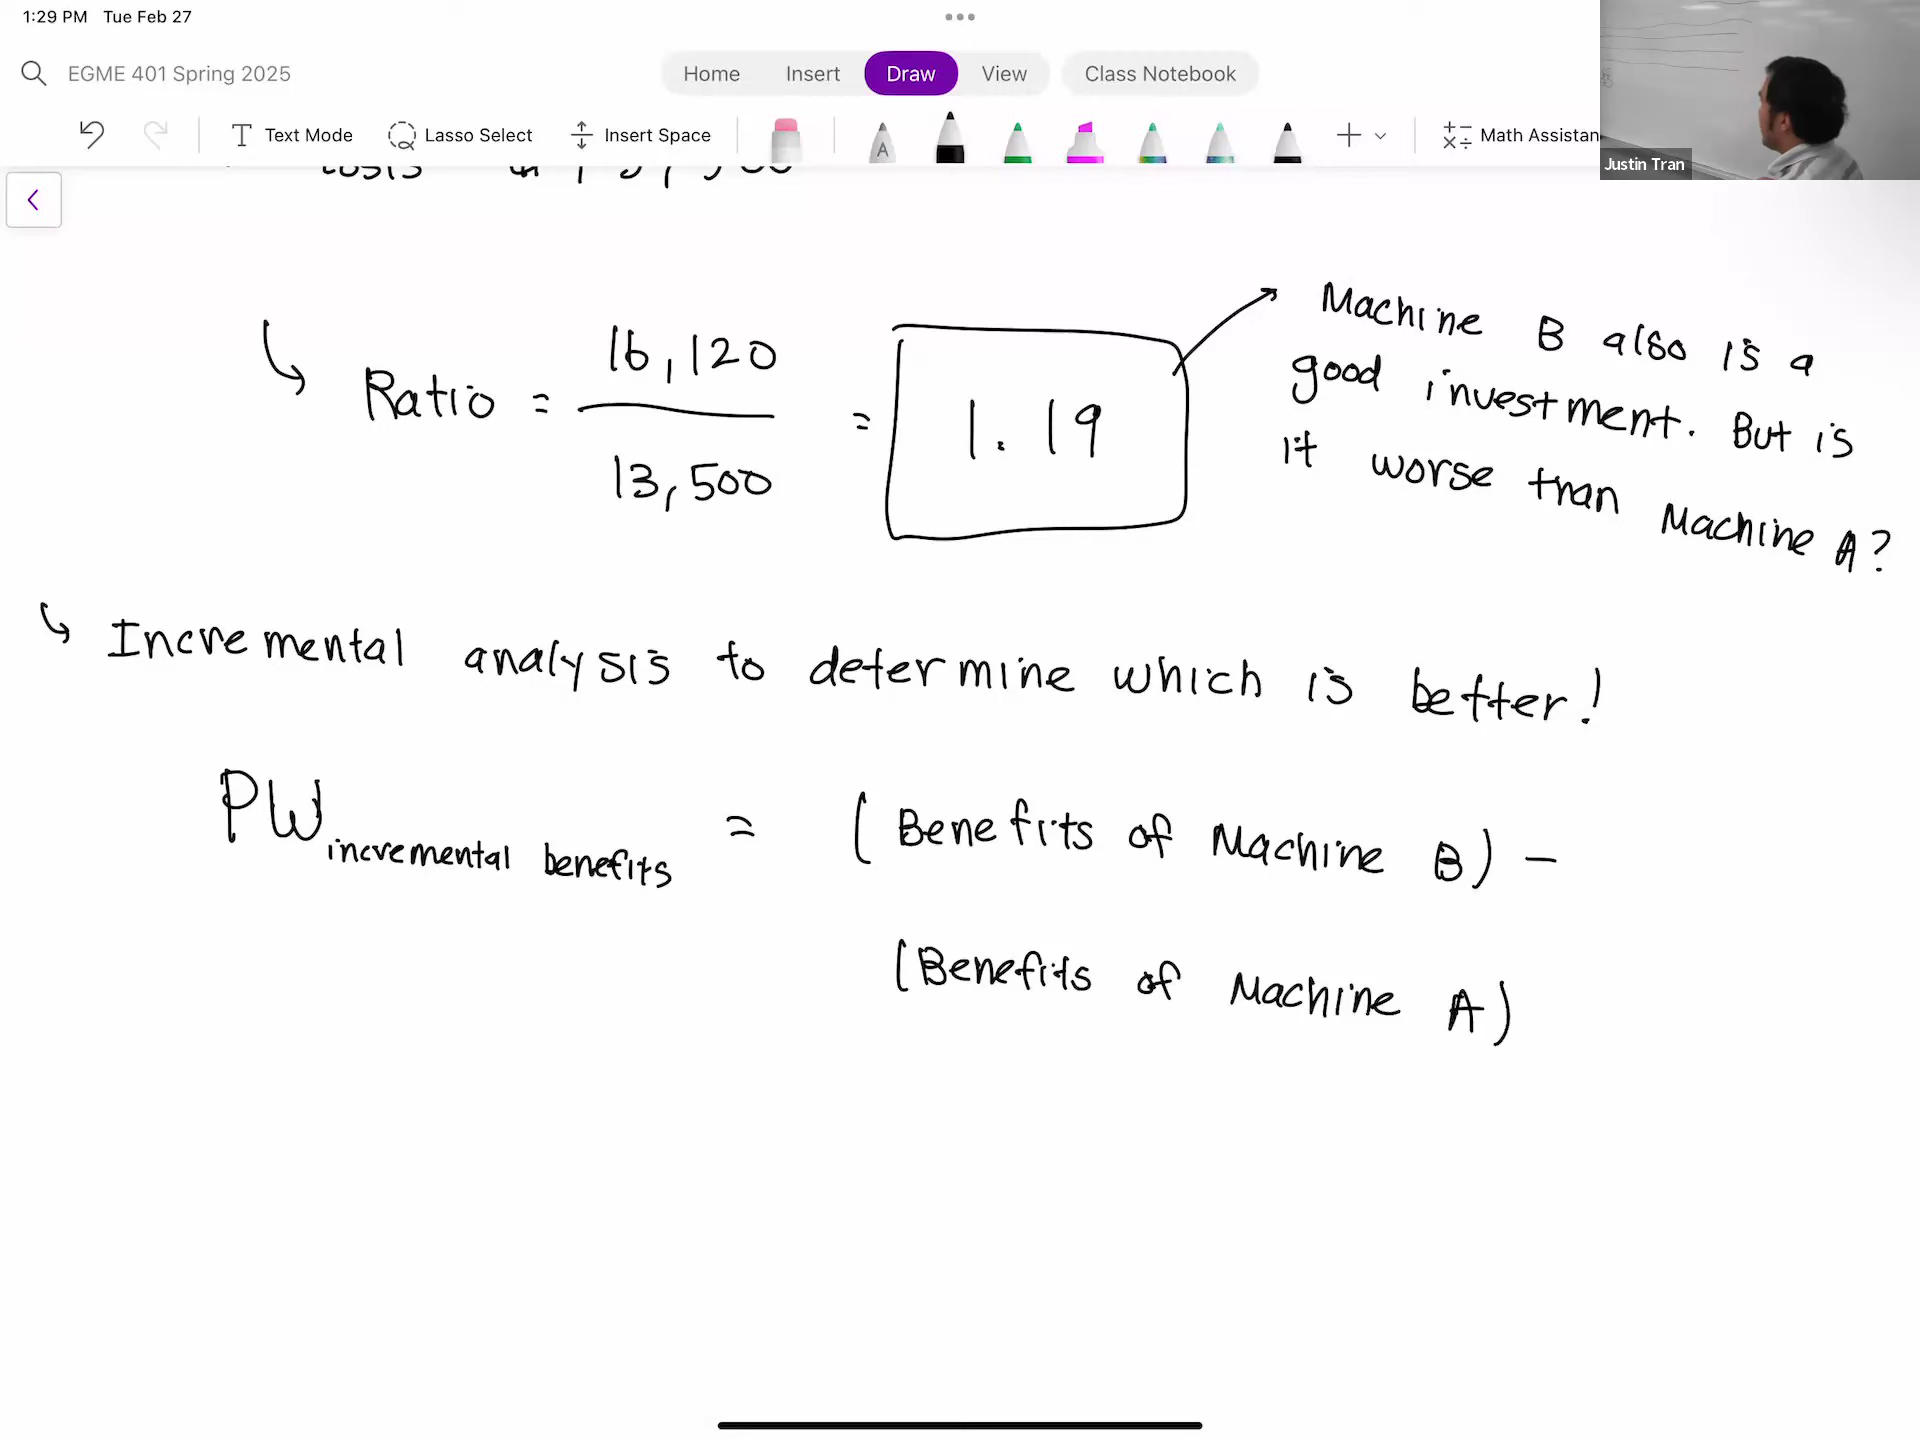 1:29 PM Tue Feb 27
EGME 401 Spring 2025
Home Insert Draw View Class Notebook
Text Mode Lasso Select Insert Space A Math Assistan
Justin Tran
Ratio = 16,120 / 13,500 = 1.19
Machine B also is a
good investment. But is
it worse than Machine A?
Incremental analysis to determine which is better!
PW incremental benefits = (Benefits of Machine B) -
(Benefits of Machine A)